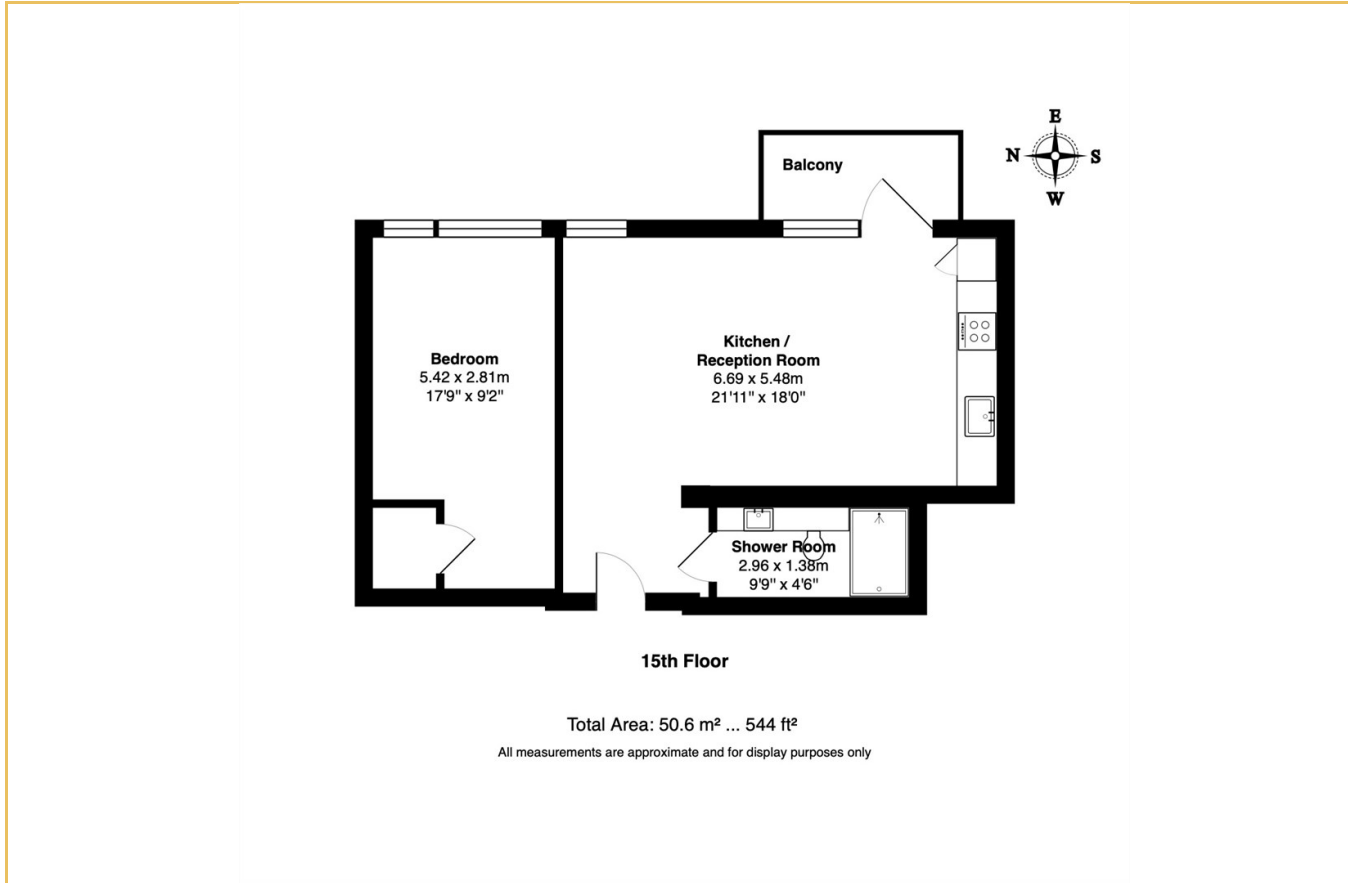 E
N S
W
Balcony
Kitchen /
Reception Room
6.69 x 5.48m
21'11" x 18'0"
Bedroom
5.42 x 2.81m
17'9" x 9'2"
Shower Room
2.96 x 1.38m
9'9" x 4'6"
15th Floor
Total Area: 50.6 m² ... 544 ft²
All measurements are approximate and for display purposes only